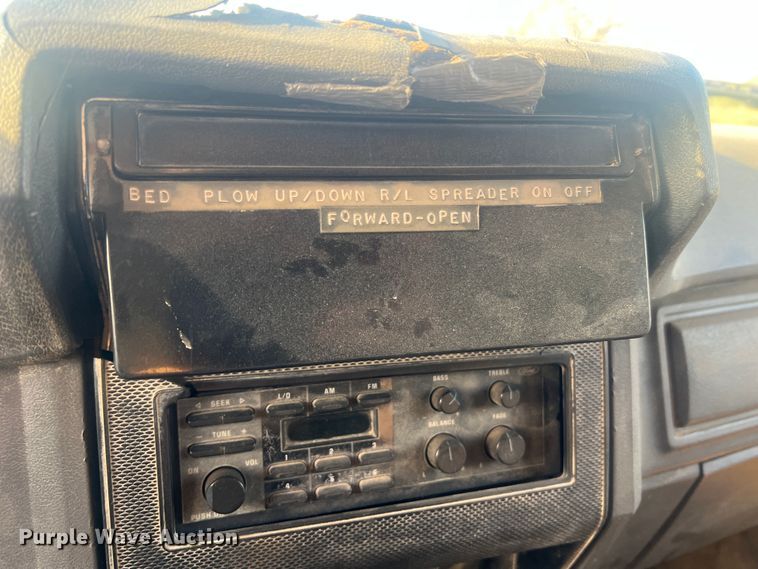 BED PLOW UP/DOWN R/L SPREADER ON OFF
FORWARD-OPEN
SEEK L/D AM FM BASS TREBLE
- TUNE +
BALANCE FADE
1 2 3
ON VOL
4 5 6
PUSH
Purple Wave Auction